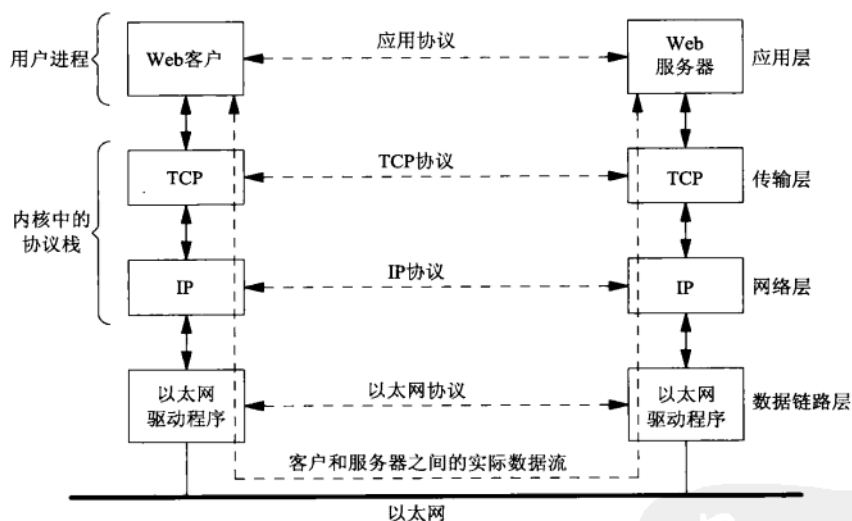 应用协议
用户进程
Web客户
Web
服务器
应用层
TCP协议
TCP
TCP
传输层
内核中的
协议栈
IP协议
IP
IP
网络层
以太网协议
以太网
驱动程序
以太网
驱动程序
数据链路层
客户和服务器之间的实际数据流
以太网